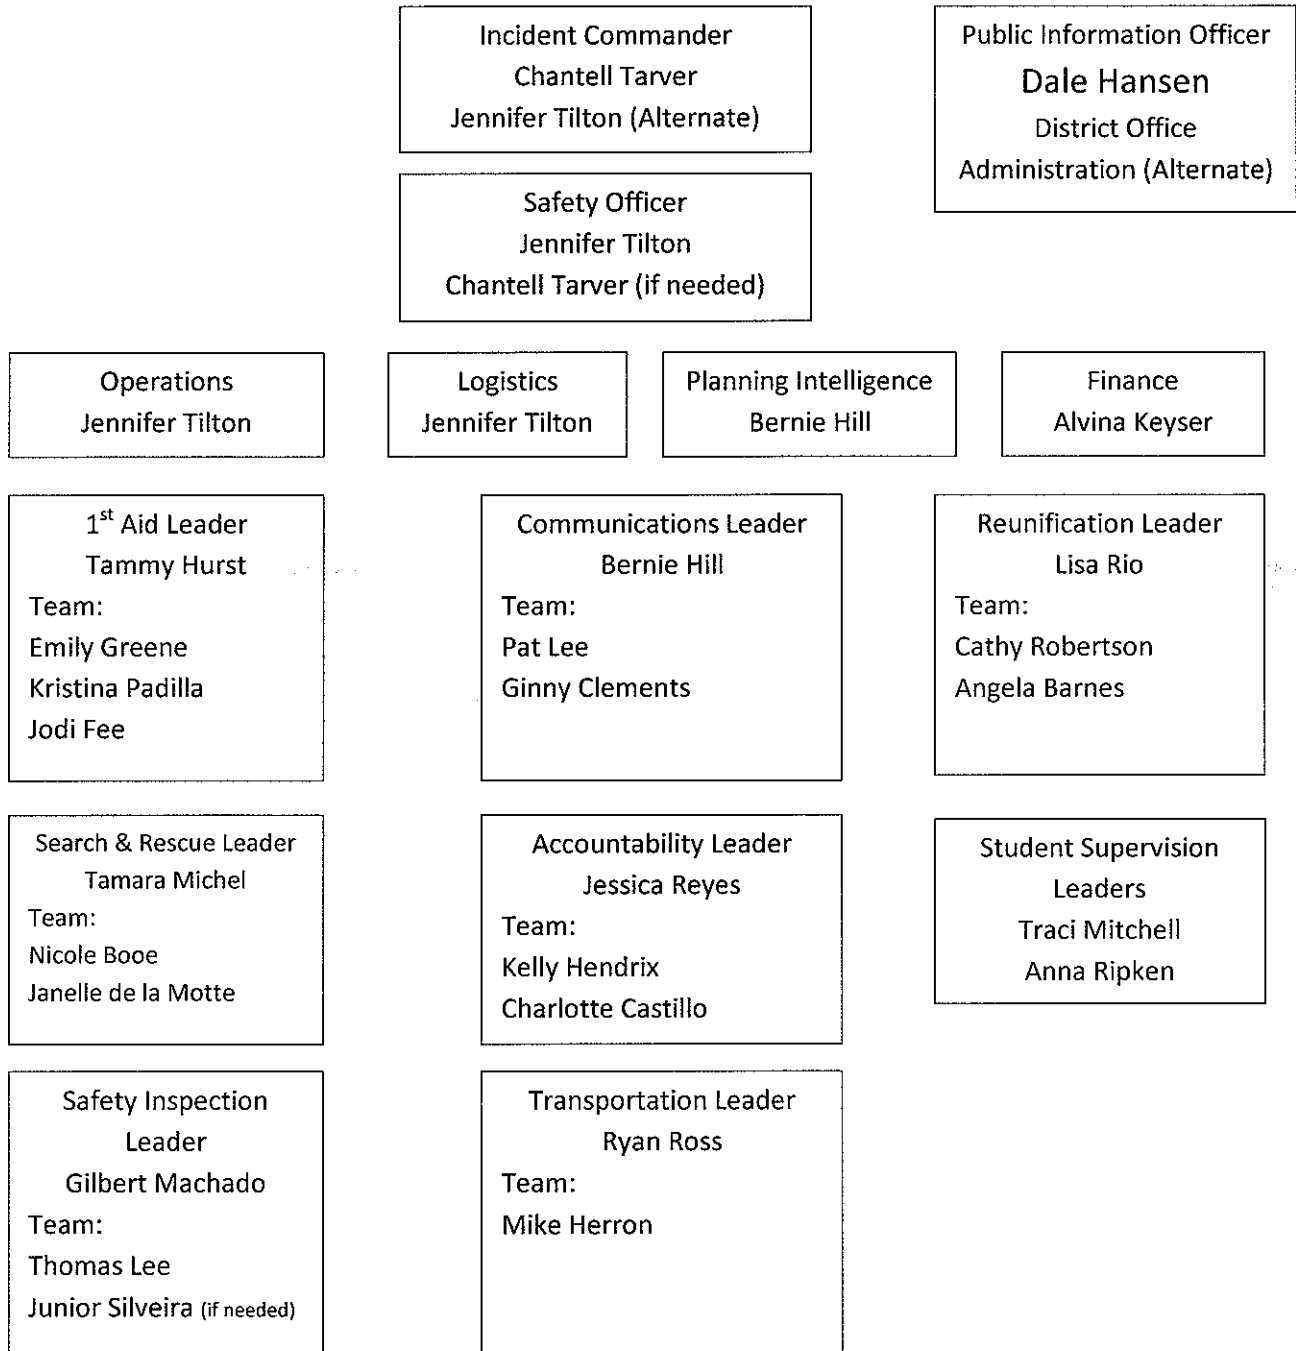 Incident Commander
Chantell Tarver
Jennifer Tilton (Alternate)
Public Information Officer
Dale Hansen
District Office
Administration (Alternate)
Safety Officer
Jennifer Tilton
Chantell Tarver (if needed)
Operations
Jennifer Tilton
Logistics
Jennifer Tilton
Planning Intelligence
Bernie Hill
Finance
Alvina Keyser
1st Aid Leader
Tammy Hurst
Team:
Emily Greene
Kristina Padilla
Jodi Fee
Communications Leader
Bernie Hill
Team:
Pat Lee
Ginny Clements
Reunification Leader
Lisa Rio
Team:
Cathy Robertson
Angela Barnes
Search & Rescue Leader
Tamara Michel
Team:
Nicole Booe
Janelle de la Motte
Accountability Leader
Jessica Reyes
Team:
Kelly Hendrix
Charlotte Castillo
Student Supervision
Leaders
Traci Mitchell
Anna Ripken
Safety Inspection
Leader
Gilbert Machado
Team:
Thomas Lee
Junior Silveira (if needed)
Transportation Leader
Ryan Ross
Team:
Mike Herron